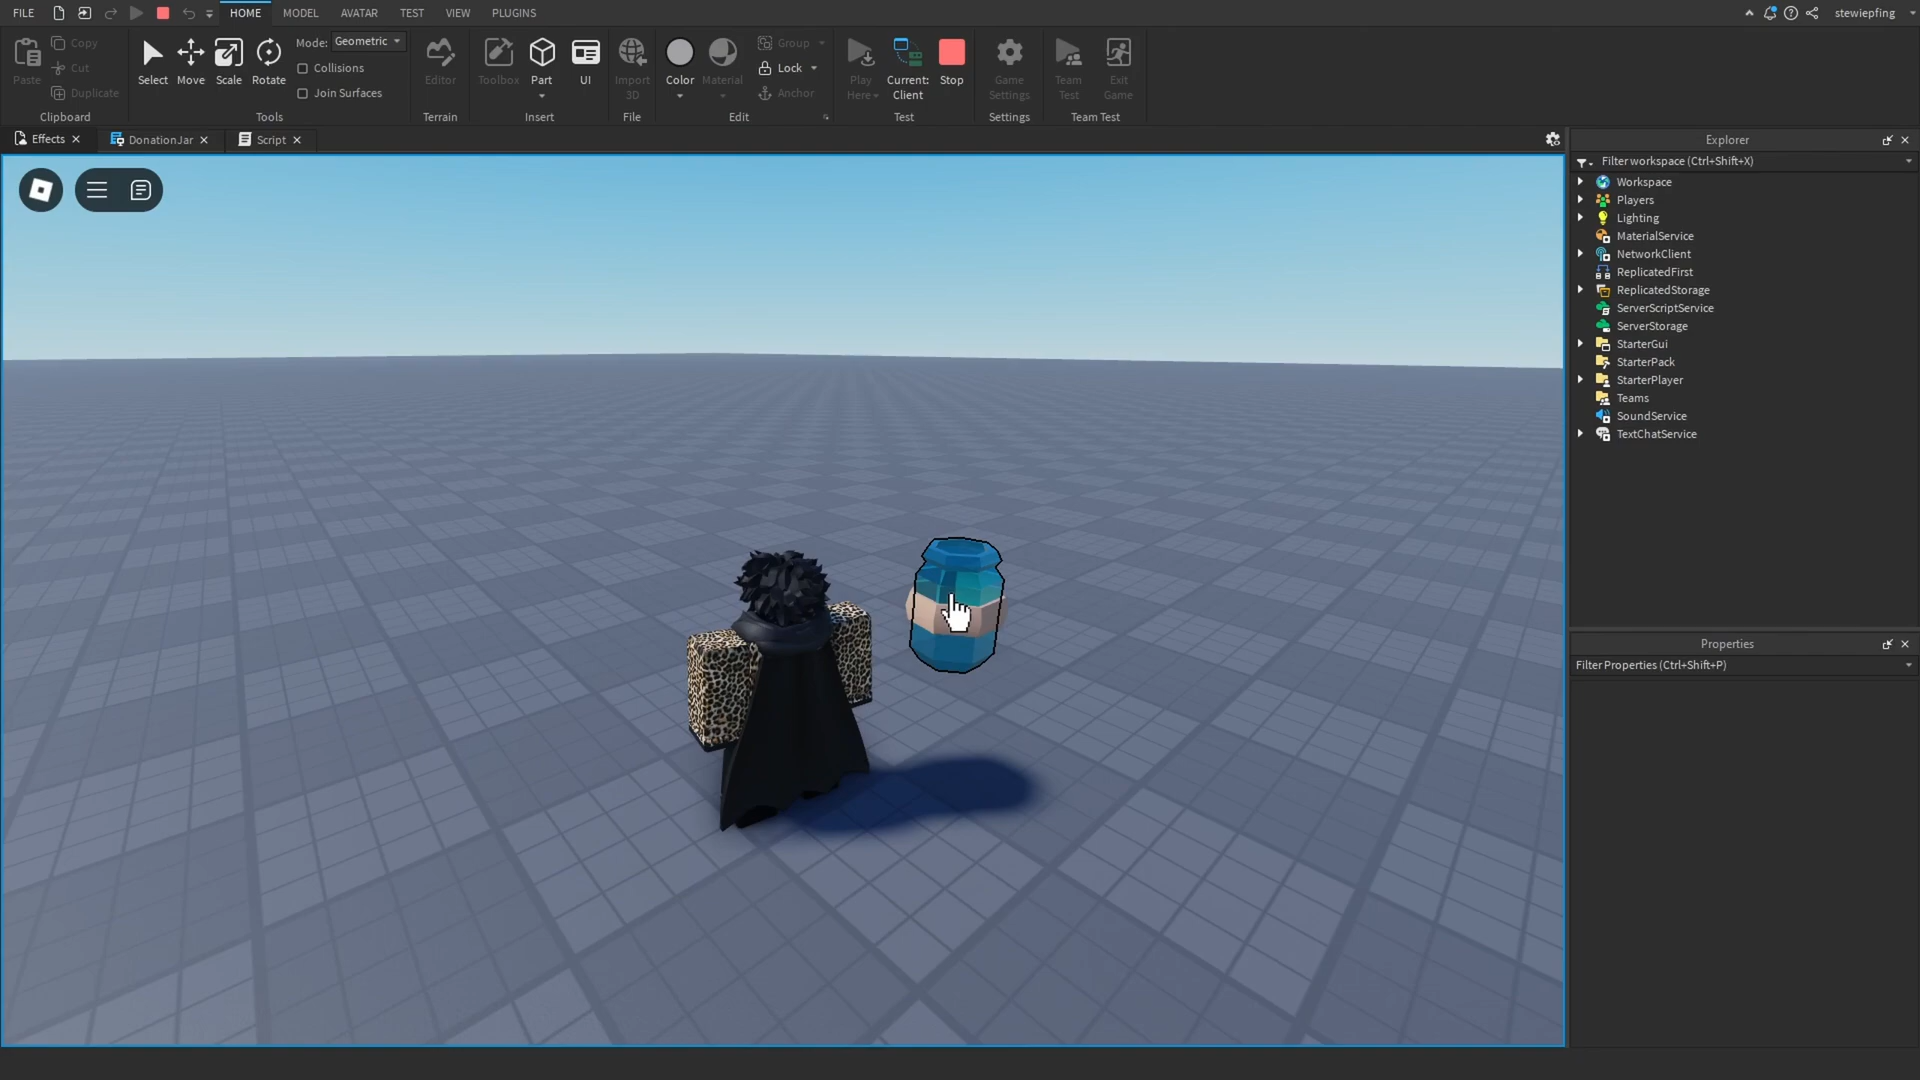 FILE HOME MODEL AVATAR TEST VIEW PLUGINS stewiepfing
Paste
Copy
Cut
Duplicate
Clipboard
Select Move Scale Rotate
Mode: Geometric
Collisions
Join Surfaces
Tools
Editor
Terrain
Toolbox Part UI
Insert
Import
3D
File
Color Material
Group
Lock
Anchor
Edit
Play
Here
Current:
Client
Stop
Test
Game
Settings
Settings
Team
Test
Exit
Game
Team Test
Effects DonationJar Script
Explorer
Filter workspace (Ctrl+Shift+X)
Workspace
Players
Lighting
MaterialService
NetworkClient
ReplicatedFirst
ReplicatedStorage
ServerScriptService
ServerStorage
StarterGui
StarterPack
StarterPlayer
Teams
SoundService
TextChatService
Properties
Filter Properties (Ctrl+Shift+P)